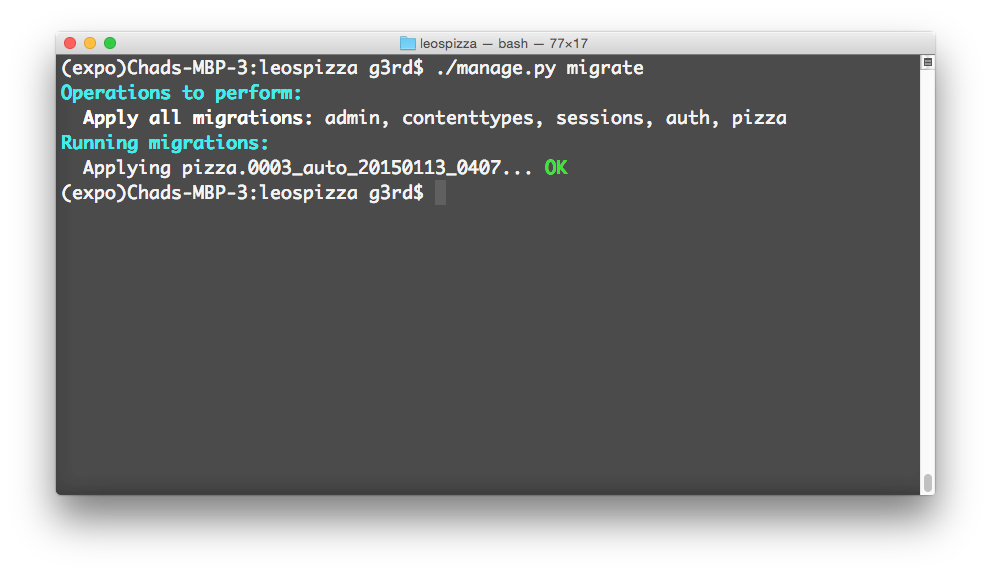 leospizza — bash — 77×17
(expo)Chads-MBP-3:leospizza g3rd$ ./manage.py migrate
Operations to perform:
  Apply all migrations: admin, contenttypes, sessions, auth, pizza
Running migrations:
  Applying pizza.0003_auto_20150113_0407... OK
(expo)Chads-MBP-3:leospizza g3rd$